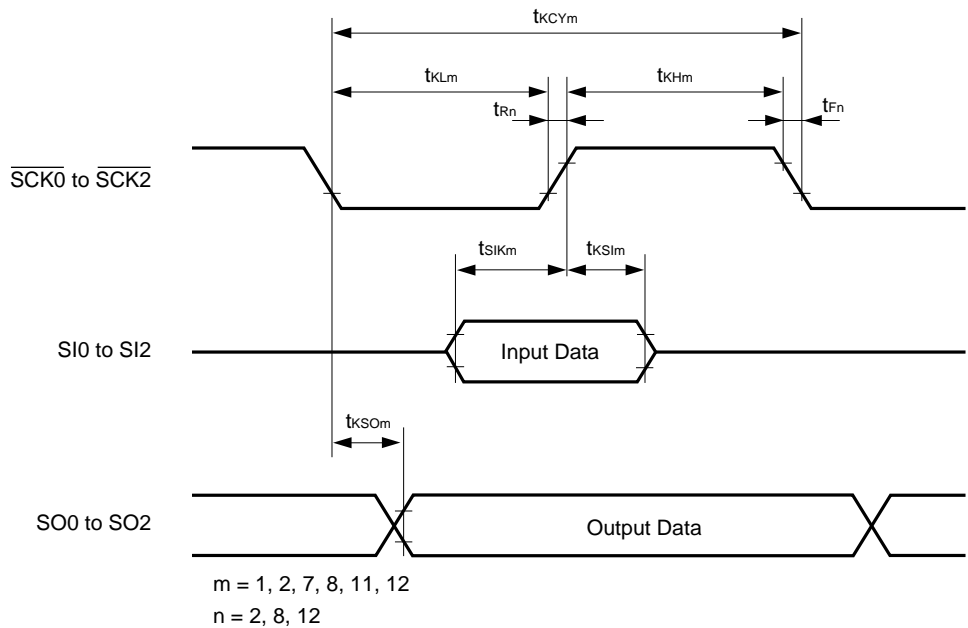 tKCYm
tKLm
tKHm
tRn
tFn
SCK0 to SCK2
tSIKm
tKSIm
SI0 to SI2
Input Data
tKSOm
SO0 to SO2
Output Data
m = 1, 2, 7, 8, 11, 12
n = 2, 8, 12